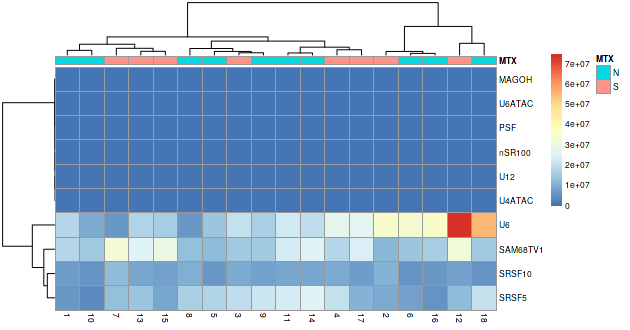 MTX
MTX
N
S
7e+07
6e+07
5e+07
4e+07
3e+07
2e+07
1e+07
0
MAGOH
U6ATAC
PSF
nSR100
U12
U4ATAC
U6
SAM68TV1
SRSF10
SRSF5
1 10 7 13 15 8 5 3 9 11 14 4 17 2 6 16 12 18